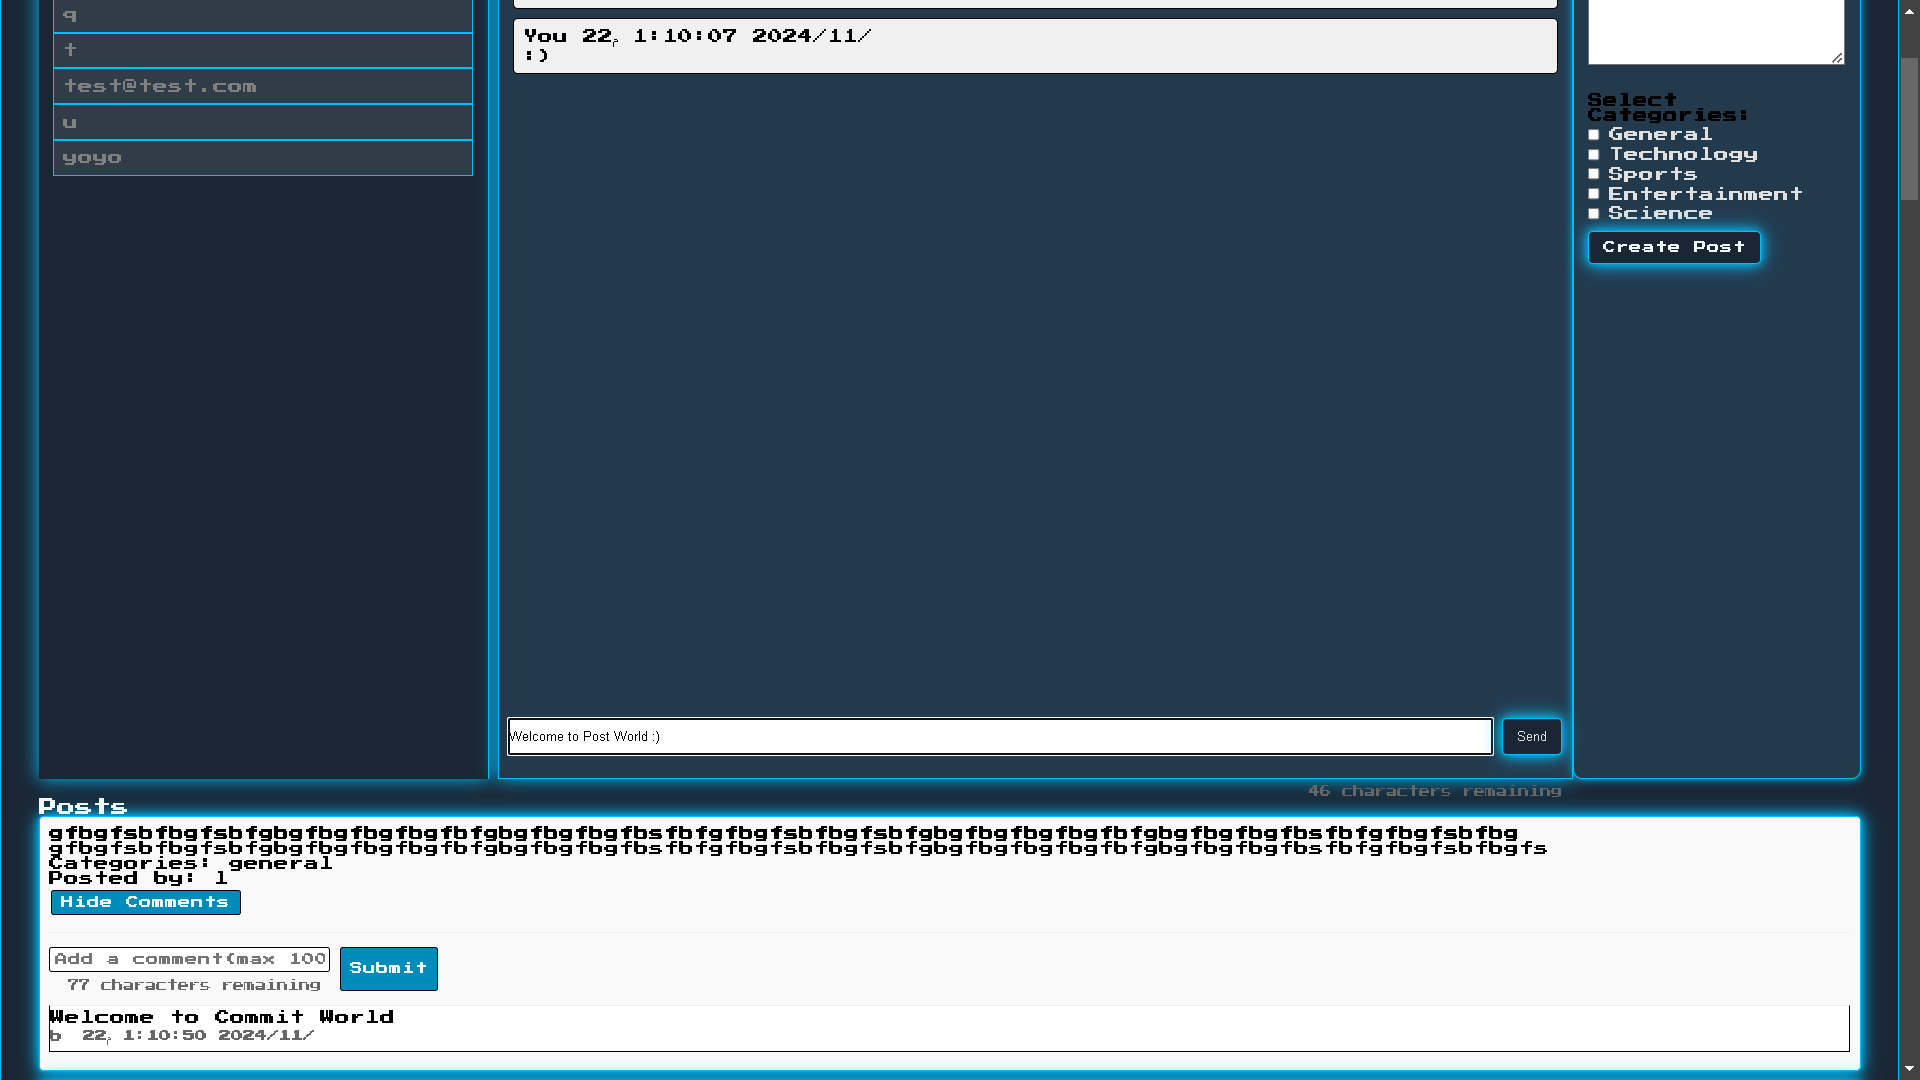 q
t
test@test.com
u
yoyo
You 22, 1:10:07 2024/11/
:)
Welcome to Post World :)
Send
46 characters remaining
Select
Categories:
General
Technology
Sports
Entertainment
Science
Create Post
Posts
Categories: general
Posted by: l
Hide Comments
Add a comment(max 100
Submit
77 characters remaining
Welcome to Commit World
b 22, 1:10:50 2024/11/